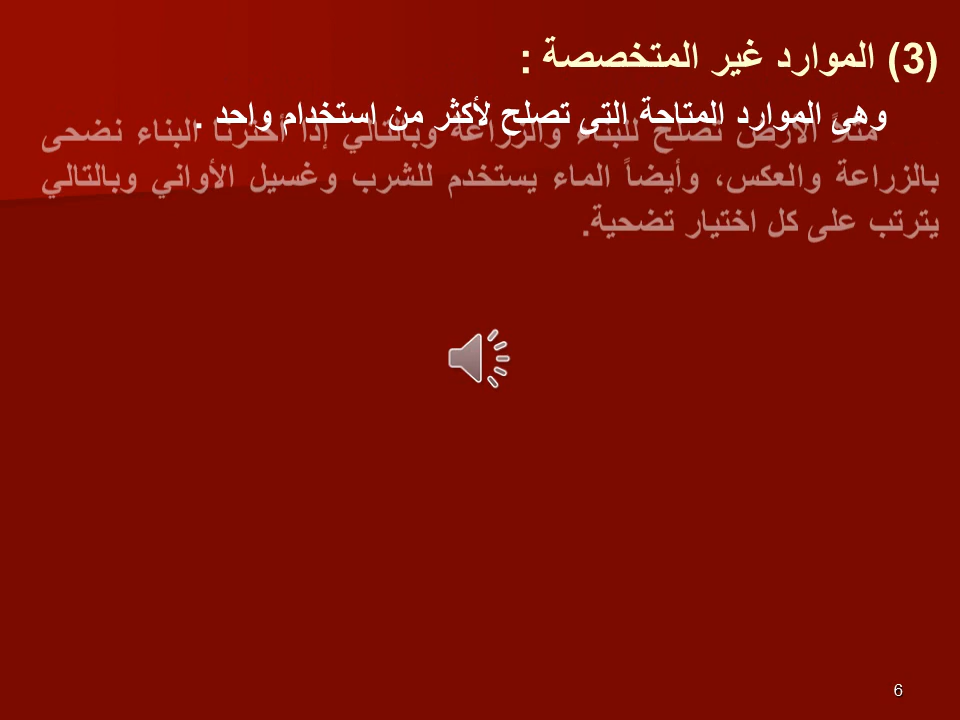 (3) الموارد غير المتخصصة :
وهى الموارد المتاحة التى تصلح لأكثر من استخدام واحد .
مثلاً الأرض تصلح للبناء والزراعة وبالتالي إذا أخترنا البناء نضحى
بالزراعة والعكس، وأيضاً الماء يستخدم للشرب وغسيل الأواني وبالتالي
يترتب على كل اختيار تضحية.
6